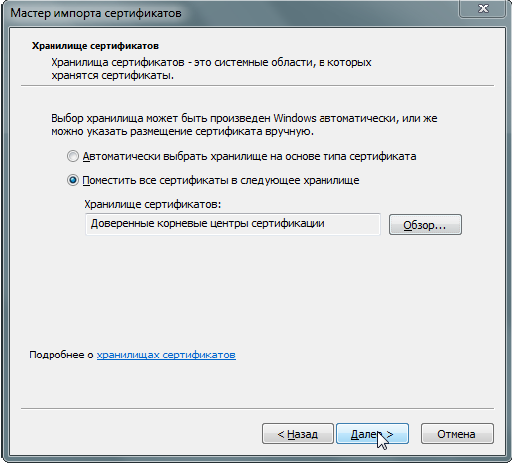 Мастер импорта сертификатов
Хранилище сертификатов
Хранилища сертификатов - это системные области, в которых
хранятся сертификаты.
Выбор хранилища может быть произведен Windows автоматически, или же
можно указать размещение сертификата вручную.
Автоматически выбрать хранилище на основе типа сертификата
Поместить все сертификаты в следующее хранилище
Хранилище сертификатов:
Доверенные корневые центры сертификации
Обзор...
Подробнее о хранилищах сертификатов
< Назад
Далее >
Отмена